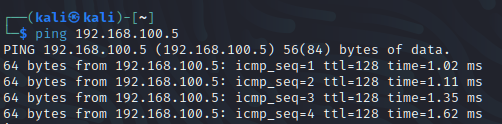 ┌──(kali㉿kali)-[~]
└─$ ping 192.168.100.5
PING 192.168.100.5 (192.168.100.5) 56(84) bytes of data.
64 bytes from 192.168.100.5: icmp_seq=1 ttl=128 time=1.02 ms
64 bytes from 192.168.100.5: icmp_seq=2 ttl=128 time=1.11 ms
64 bytes from 192.168.100.5: icmp_seq=3 ttl=128 time=1.35 ms
64 bytes from 192.168.100.5: icmp_seq=4 ttl=128 time=1.62 ms